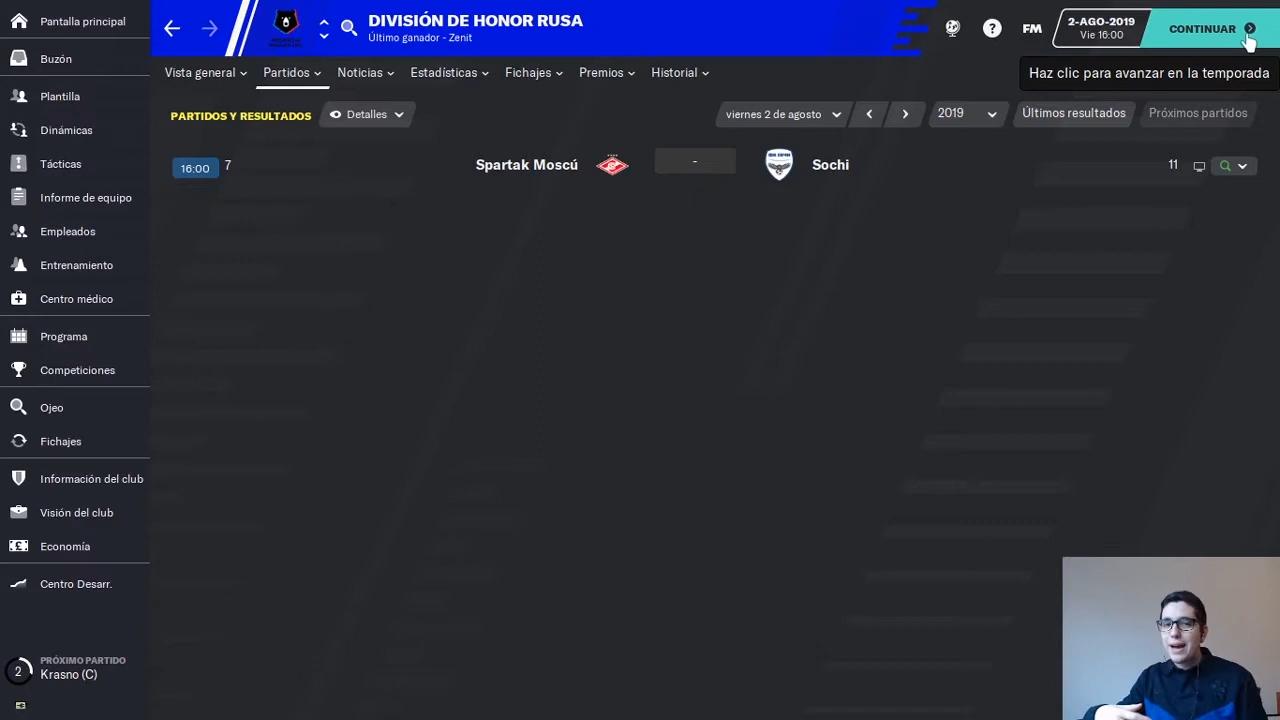 Pantalla principal
Buzón
Plantilla
Dinámicas
Tácticas
Informe de equipo
Empleados
Entrenamiento
Centro médico
Programa
Competiciones
Ojeo
Fichajes
Información del club
Visión del club
Economía
Centro Desarr.
2
PRÓXIMO PARTIDO
Krasno (C)
DIVISIÓN DE HONOR RUSA
Último ganador - Zenit
?
FM
2-AGO-2019
Vie 16:00
CONTINUAR
Haz clic para avanzar en la temporada
Vista general
Partidos
Noticias
Estadísticas
Fichajes
Premios
Historial
PARTIDOS Y RESULTADOS
Detalles
viernes 2 de agosto
2019
Últimos resultados
Próximos partidos
16:00 7 Spartak Moscú - Sochi 11